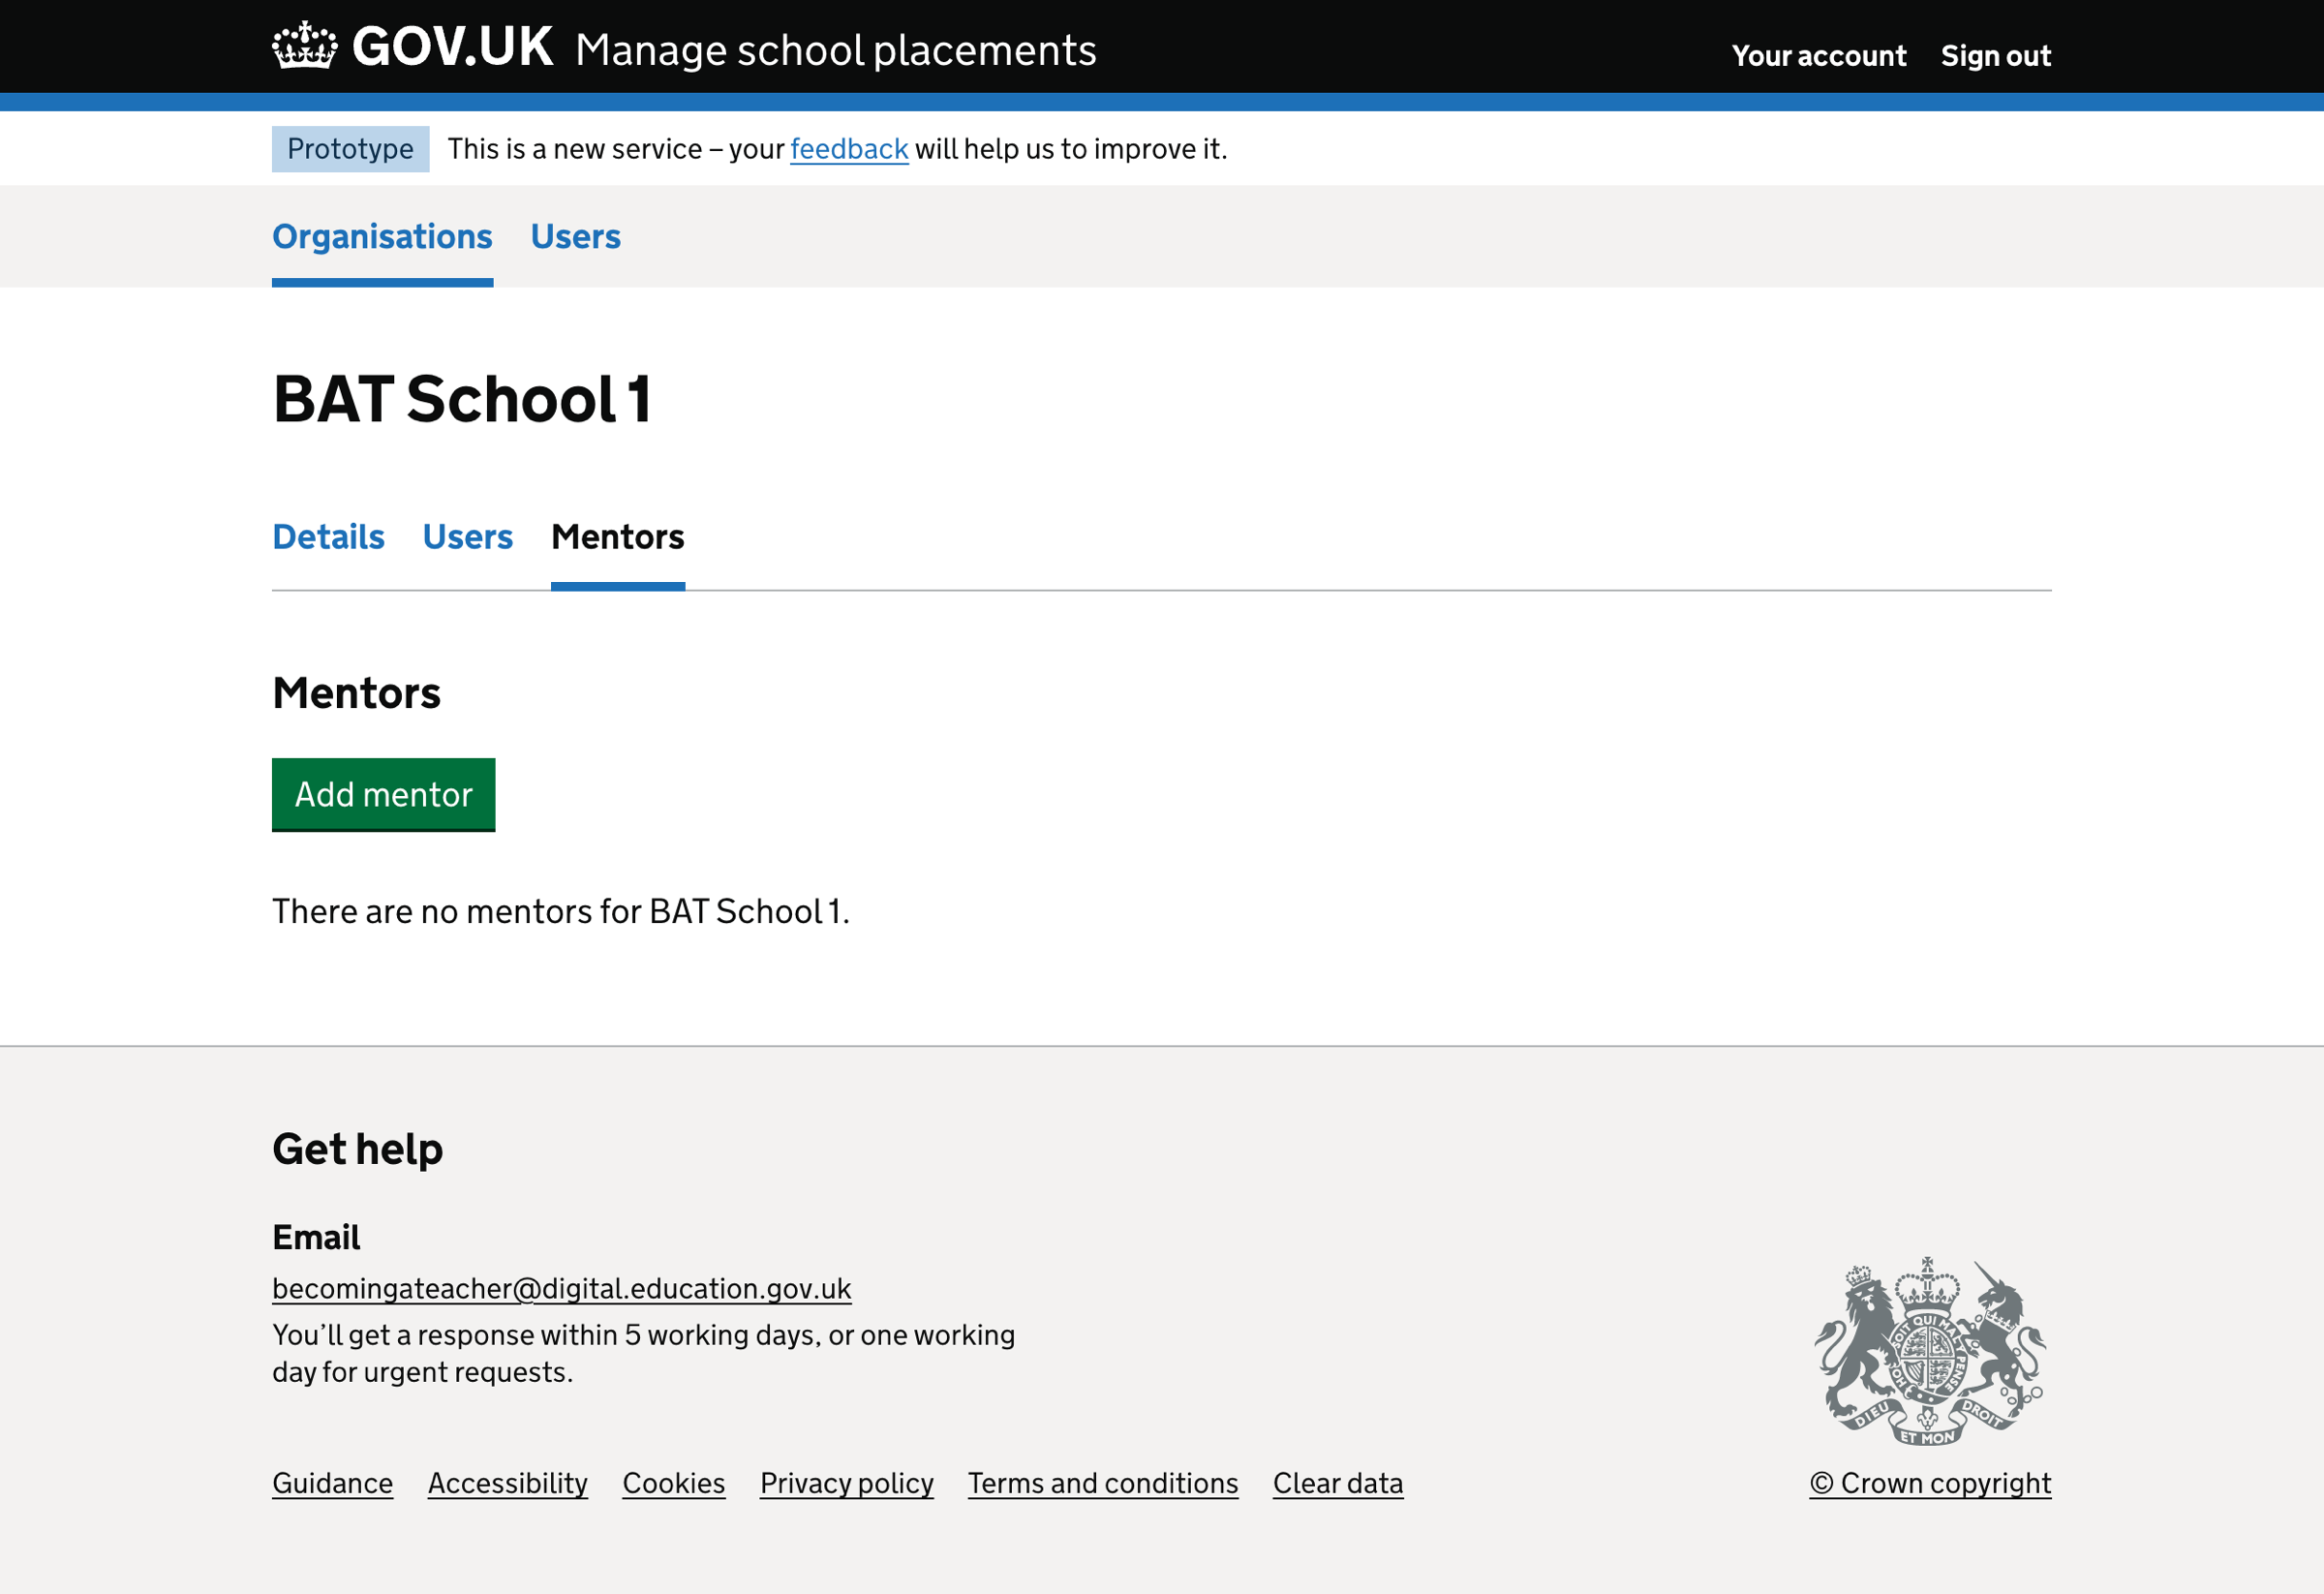 GOV.UK Manage school placements
Your account Sign out
Prototype This is a new service – your feedback will help us to improve it.
Organisations Users
BAT School 1
Details Users Mentors
Mentors
Add mentor
There are no mentors for BAT School 1.
Get help
Email
becomingateacher@digital.education.gov.uk
You’ll get a response within 5 working days, or one working
day for urgent requests.
SOIT QUI MAL
PENSE
HON
DIEU
ET MON
DROIT
Guidance Accessibility Cookies Privacy policy Terms and conditions Clear data
© Crown copyright